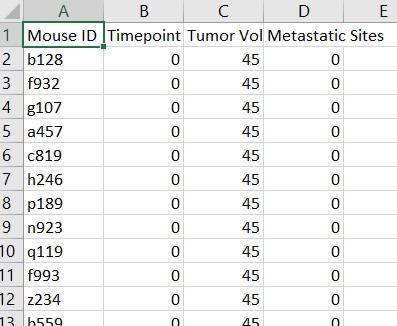 A B C D E
1 Mouse ID Timepoint Tumor Vol Metastatic Sites
2 b128 0 45 0
3 f932 0 45 0
4 g107 0 45 0
5 a457 0 45 0
6 c819 0 45 0
7 h246 0 45 0
8 p189 0 45 0
9 n923 0 45 0
10 q119 0 45 0
11 f993 0 45 0
12 z234 0 45 0
13 b559 0 45 0